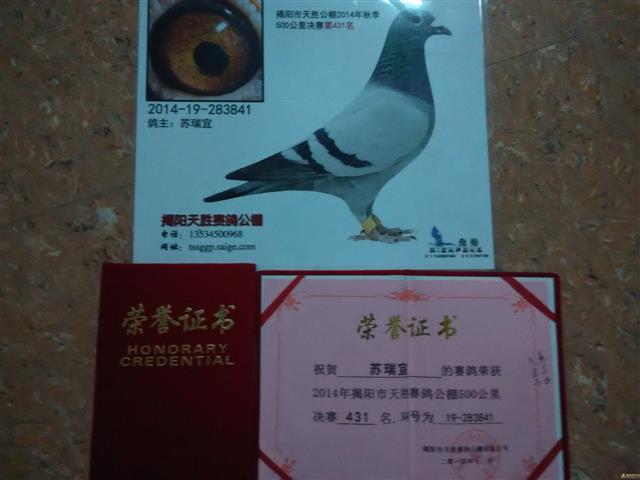 揭阳市天胜公棚2014年秋季
500公里决赛第431名
2014-19-283841
鸽主：苏瑞宜
揭阳天胜赛鸽公棚
电话：13534500968
网址：tssggp.saige.com
荣誉证书
HONORARY
CREDENTIAL
荣誉证书
祝贺 苏瑞宜 的赛鸽荣获
2014年揭阳市天胜赛鸽公棚500公里
决赛 431 名，环号为 19-283841